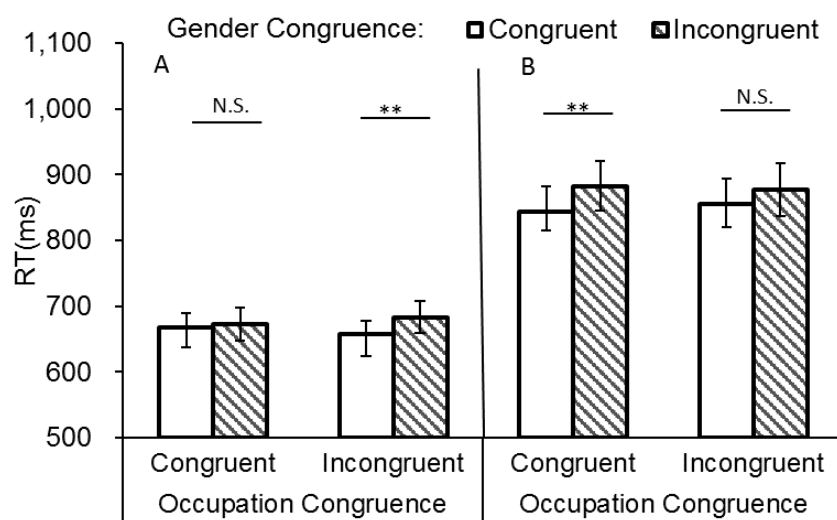 Gender Congruence: Congruent Incongruent
1,100
1,000
900
800
700
600
500
RT(ms)
A
N.S.
**
B
**
N.S.
Congruent Incongruent Congruent Incongruent
Occupation Congruence Occupation Congruence